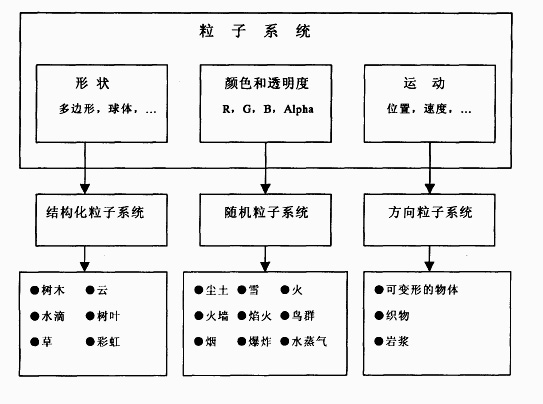 粒子系统
形状
多边形，球体，…
颜色和透明度
R，G，B，Alpha
运动
位置，速度，…
结构化粒子系统
随机粒子系统
方向粒子系统
●树木 ●云
●水滴 ●树叶
●草 ●彩虹
●尘土 ●雪 ●火
●火墙 ●焰火 ●鸟群
●烟 ●爆炸 ●水蒸气
●可变形的物体
●织物
●岩浆